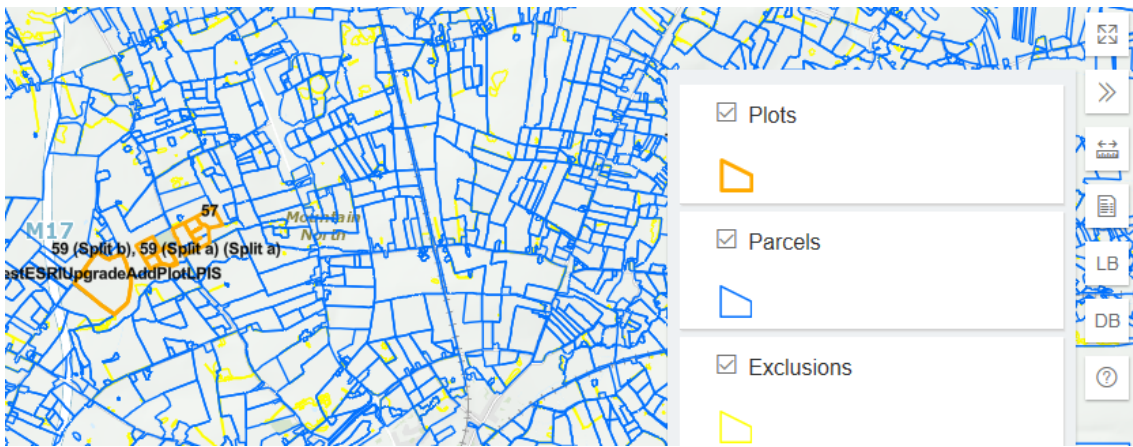 57
Mountain
North
M17
59 (Split b), 59 (Split a) (Split a)
estESRIUpgradeAddPlotLPIS
Plots
Parcels
Exclusions
LB
DB